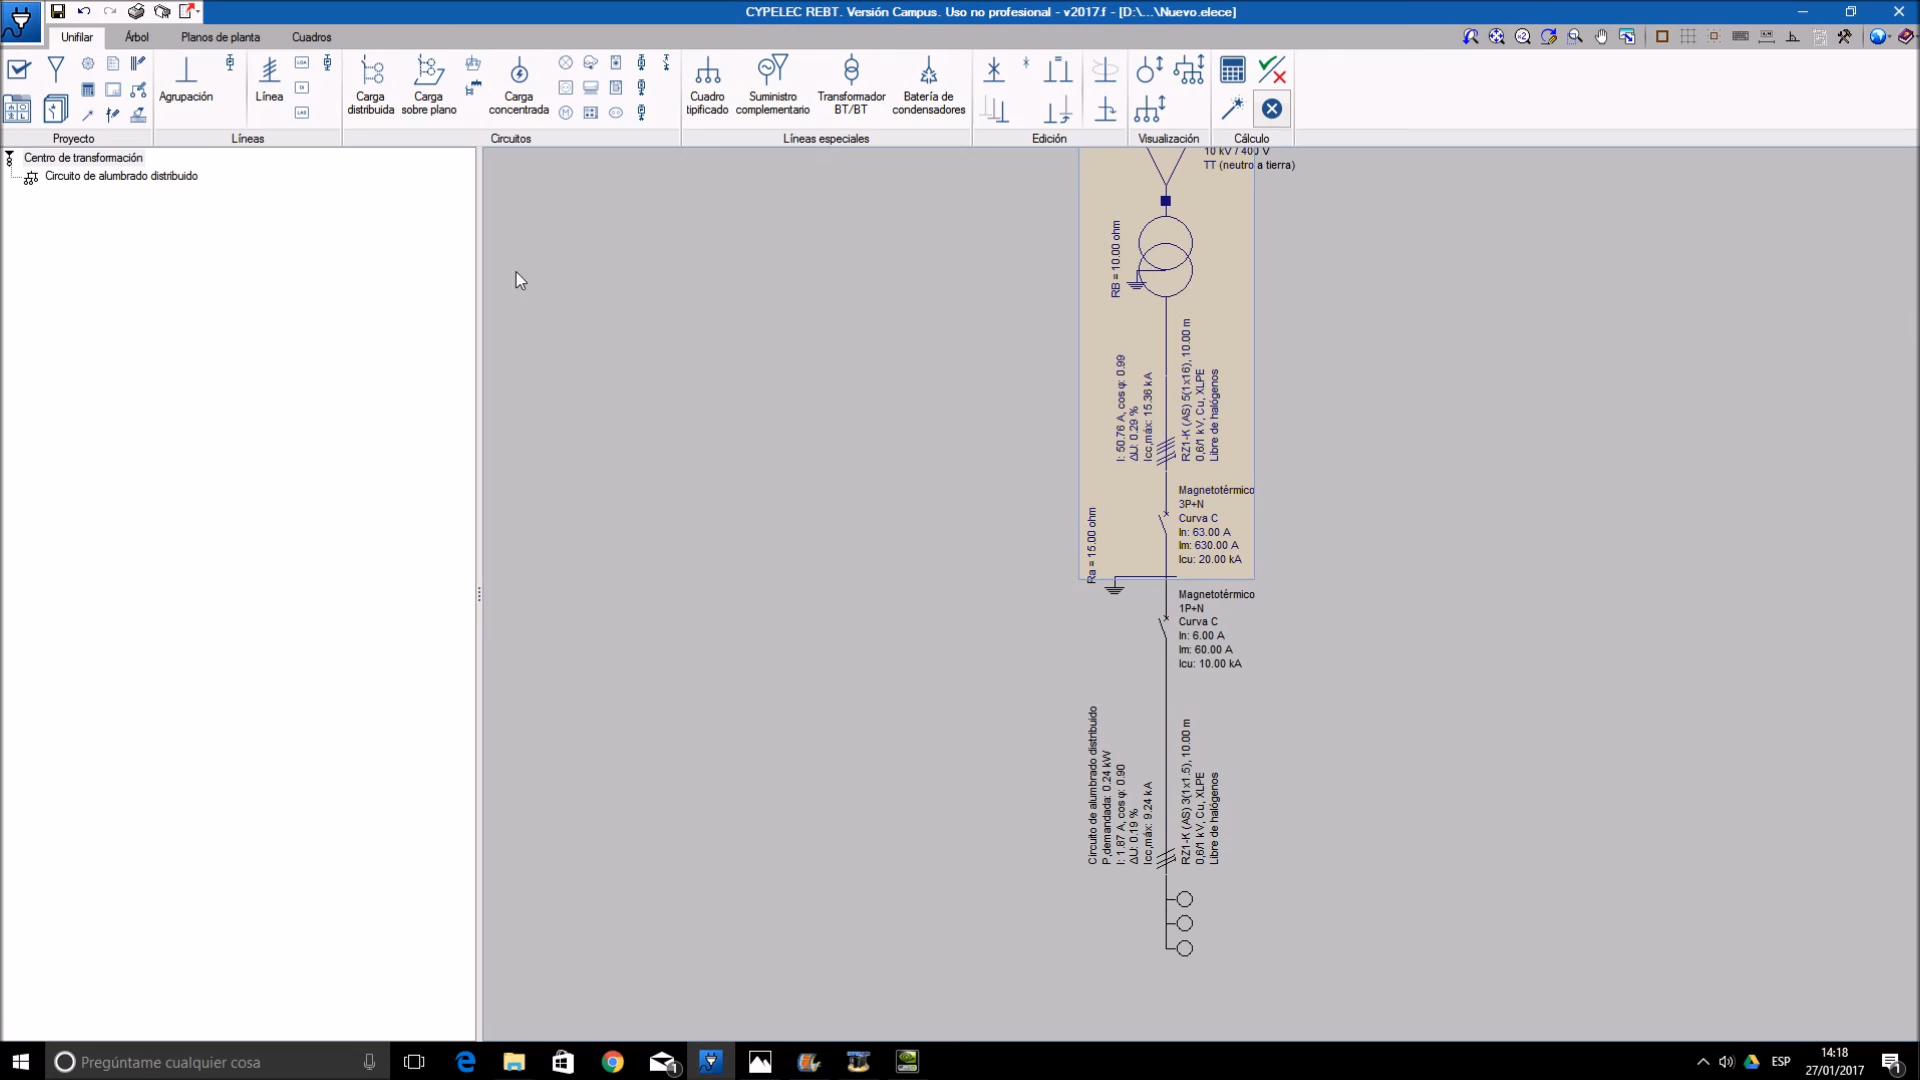 CYPELEC REBT. Versión Campus. Uso no profesional - v2017.f - [D:\...\Nuevo.elece]
Unifilar
Árbol
Planos de planta
Cuadros
Agrupación
Línea
Carga
distribuida
Carga
sobre plano
Carga
concentrada
Cuadro
tipificado
Suministro
complementario
Transformador
BT/BT
Batería de
condensadores
Proyecto
Líneas
Circuitos
Líneas especiales
Edición
Visualización
Cálculo
Centro de transformación
Circuito de alumbrado distribuido
10 kV / 400 V
TT (neutro a tierra)
RB = 10.00 ohm
I: 50.76 A, cos φ: 0.99
ΔU: 0.29 %
Icc,máx: 15.36 kA
RZ1-K (AS) 5(1x16), 10.00 m
0,6/1 kV, Cu, XLPE
Libre de halógenos
Magnetotérmico
3P+N
Curva C
In: 63.00 A
Im: 630.00 A
Icu: 20.00 kA
Ra = 15.00 ohm
Magnetotérmico
1P+N
Curva C
In: 6.00 A
Im: 60.00 A
Icu: 10.00 kA
Circuito de alumbrado distribuido
P,demandada: 0.24 kW
I: 1.87 A, cos φ: 0.90
ΔU: 0.19 %
Icc,máx: 9.24 kA
RZ1-K (AS) 3(1x1.5), 10.00 m
0,6/1 kV, Cu, XLPE
Libre de halógenos
Pregúntame cualquier cosa
1
ESP
14:18
27/01/2017
1